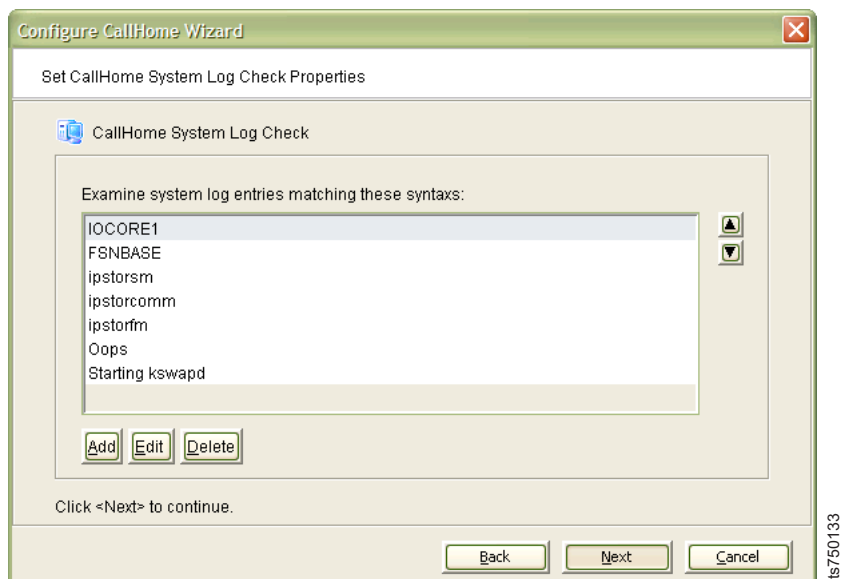 Configure CallHome Wizard
Set CallHome System Log Check Properties
CallHome System Log Check
Examine system log entries matching these syntaxs:
IOCORE1
FSNBASE
ipstorsm
ipstorcomm
ipstorfm
Oops
Starting kswapd
Add Edit Delete
Click <Next> to continue.
Back Next Cancel
ts750133